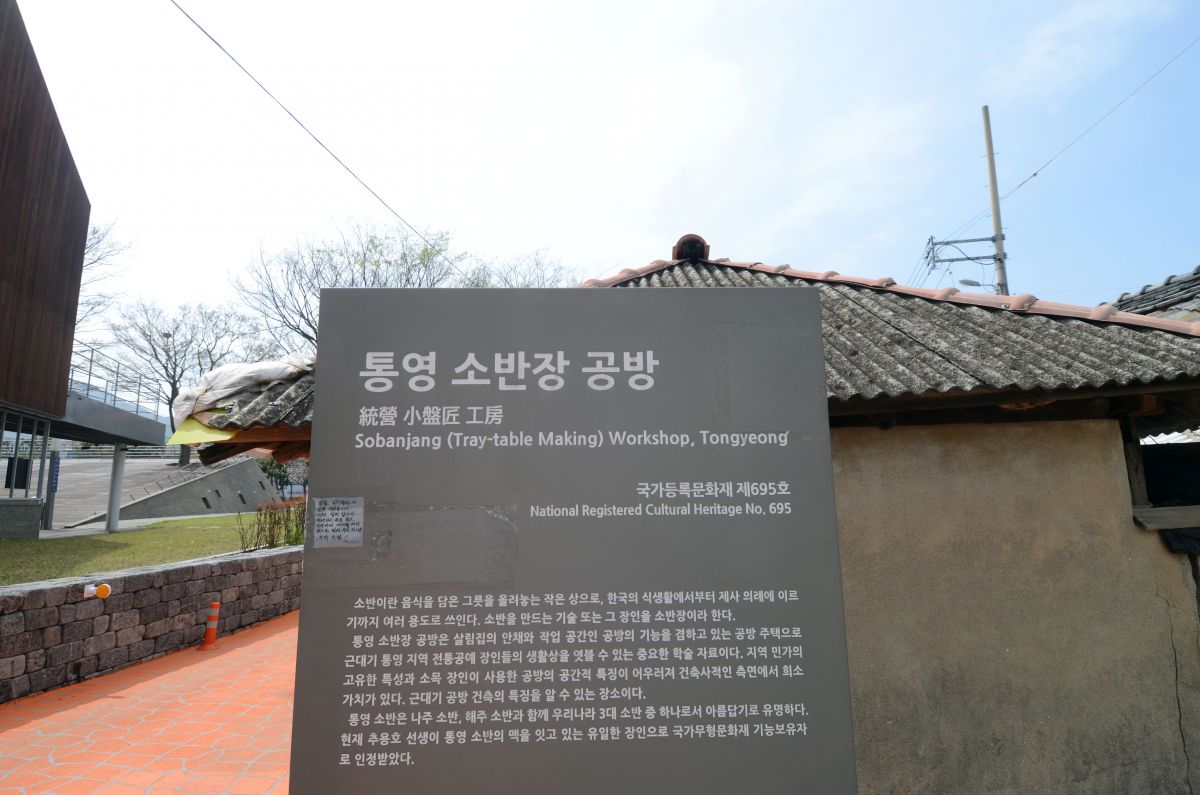 통영 소반장 공방
統營 小盤匠 工房
Sobanjang (Tray-table Making) Workshop, Tongyeong
국가등록문화재 제695호
National Registered Cultural Heritage No. 695
소반이란 음식을 담은 그릇을 올려놓는 작은 상으로, 한국의 식생활에서부터 제사 의례에 이르
기까지 여러 용도로 쓰인다. 소반을 만드는 기술 또는 그 장인을 소반장이라 한다.
통영 소반장 공방은 살림집의 안채와 작업 공간인 공방의 기능을 겸하고 있는 공방 주택으로
근대기 통영 지역 전통공예 장인들의 생활상을 엿볼 수 있는 중요한 학술 자료이다. 지역 민가의
고유한 특성과 소목 장인이 사용한 공방의 공간적 특징이 어우러져 건축사적인 측면에서 희소
가치가 있다. 근대기 공방 건축의 특징을 알 수 있는 장소이다.
통영 소반은 나주 소반, 해주 소반과 함께 우리나라 3대 소반 중 하나로서 아름답기로 유명하다.
현재 추용호 선생이 통영 소반의 맥을 잇고 있는 유일한 장인으로 국가무형문화재 기능보유자
로 인정받았다.